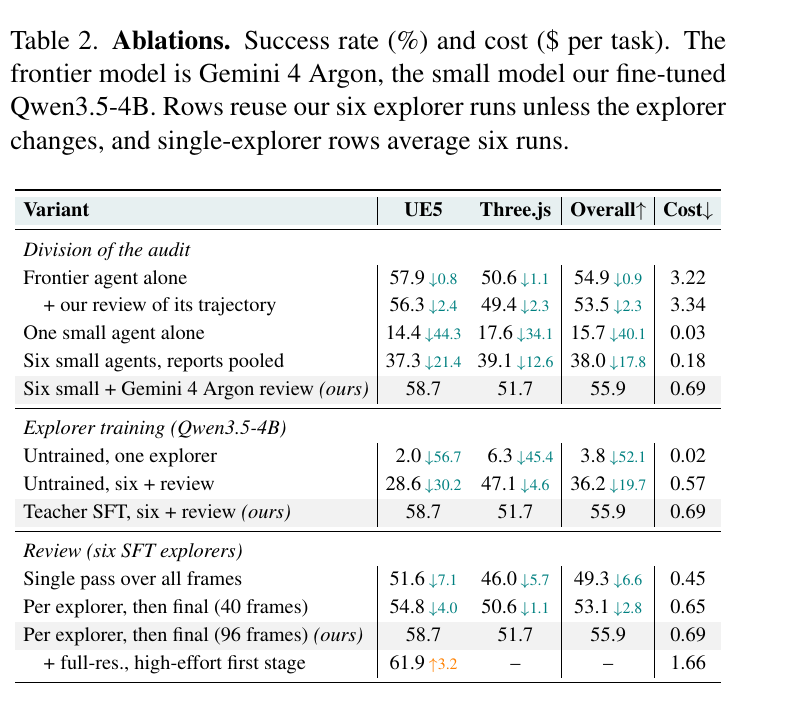 Table 2. Ablations. Success rate (%) and cost ($ per task). The
frontier model is Gemini 4 Argon, the small model our fine-tuned
Qwen3.5-4B. Rows reuse our six explorer runs unless the explorer
changes, and single-explorer rows average six runs.
Variant UE5 Three.js Overall↑ Cost↓
Division of the audit
Frontier agent alone 57.9 ↓0.8 50.6 ↓1.1 54.9 ↓0.9 3.22
+ our review of its trajectory 56.3 ↓2.4 49.4 ↓2.3 53.5 ↓2.3 3.34
One small agent alone 14.4 ↓44.3 17.6 ↓34.1 15.7 ↓40.1 0.03
Six small agents, reports pooled 37.3 ↓21.4 39.1 ↓12.6 38.0 ↓17.8 0.18
Six small + Gemini 4 Argon review (ours) 58.7 51.7 55.9 0.69
Explorer training (Qwen3.5-4B)
Untrained, one explorer 2.0 ↓56.7 6.3 ↓45.4 3.8 ↓52.1 0.02
Untrained, six + review 28.6 ↓30.2 47.1 ↓4.6 36.2 ↓19.7 0.57
Teacher SFT, six + review (ours) 58.7 51.7 55.9 0.69
Review (six SFT explorers)
Single pass over all frames 51.6 ↓7.1 46.0 ↓5.7 49.3 ↓6.6 0.45
Per explorer, then final (40 frames) 54.8 ↓4.0 50.6 ↓1.1 53.1 ↓2.8 0.65
Per explorer, then final (96 frames) (ours) 58.7 51.7 55.9 0.69
+ full-res., high-effort first stage 61.9 ↑3.2 – – 1.66